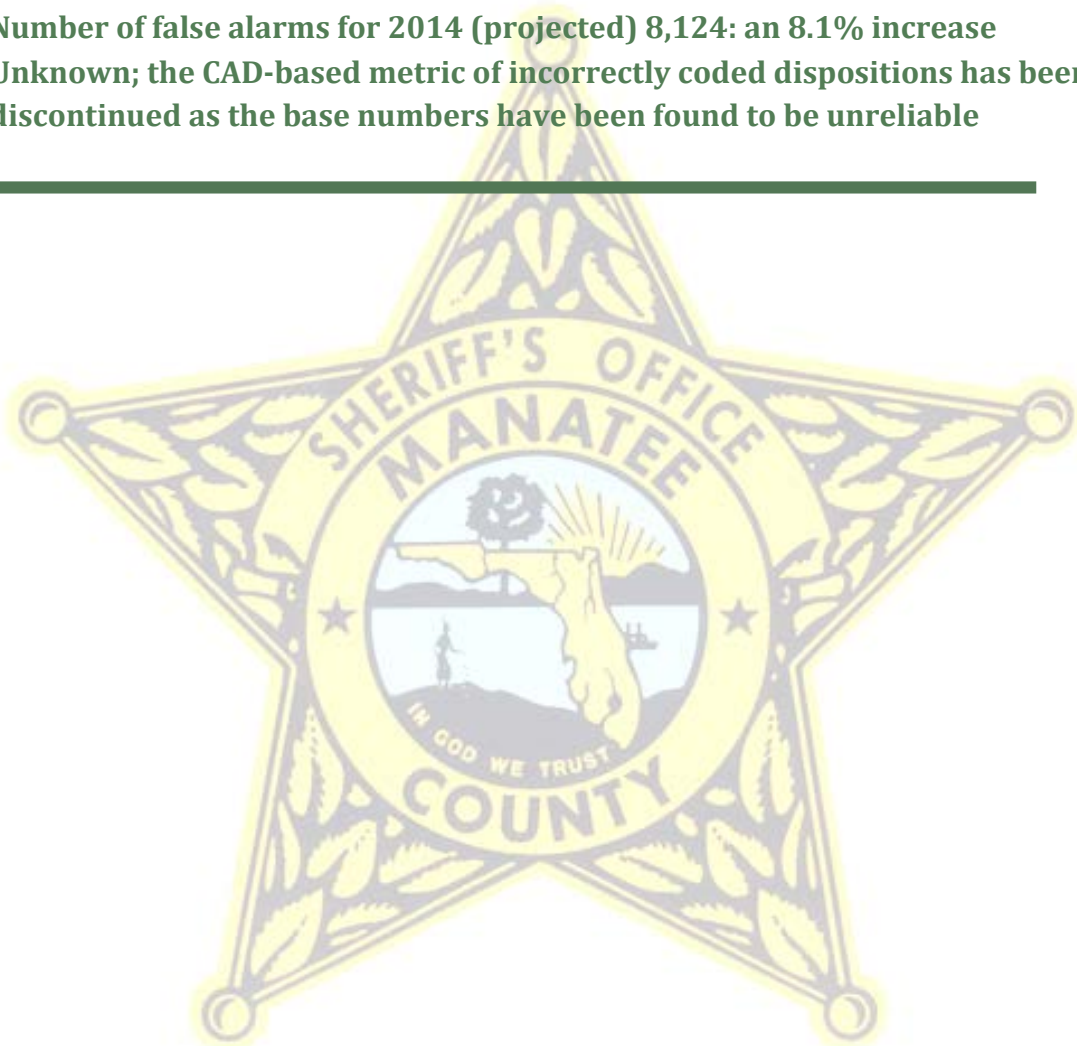 Number of false alarms for 2014 (projected) 8,124: an 8.1% increase
Unknown; the CAD-based metric of incorrectly coded dispositions has been
discontinued as the base numbers have been found to be unreliable
SHERIFF'S OFFICE
MANATEE
IN GOD WE TRUST
COUNTY